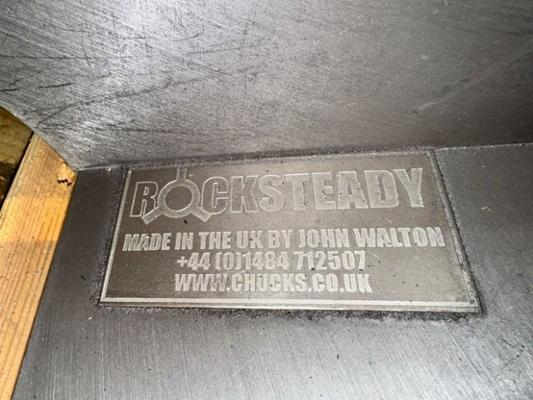 ROCKSTEADY
MADE IN THE UK BY JOHN WALTON
+44 (0)1484 712507
WWW.CHUCKS.CO.UK